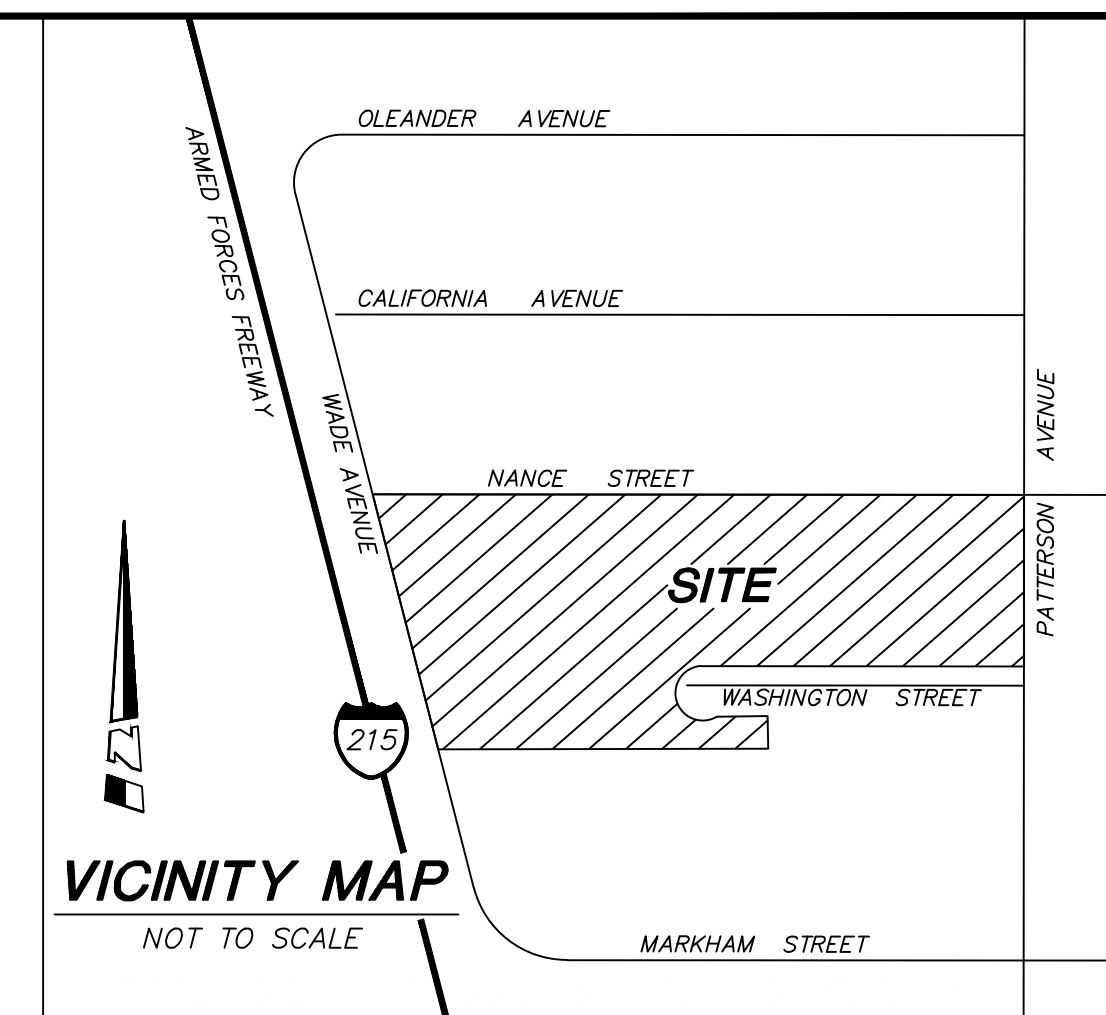 OLEANDER AVENUE
ARMED FORCES FREEWAY
CALIFORNIA AVENUE
WADE AVENUE
NANCE STREET
PATTERSON AVENUE
SITE
WASHINGTON STREET
215
N
VICINITY MAP
NOT TO SCALE
MARKHAM STREET